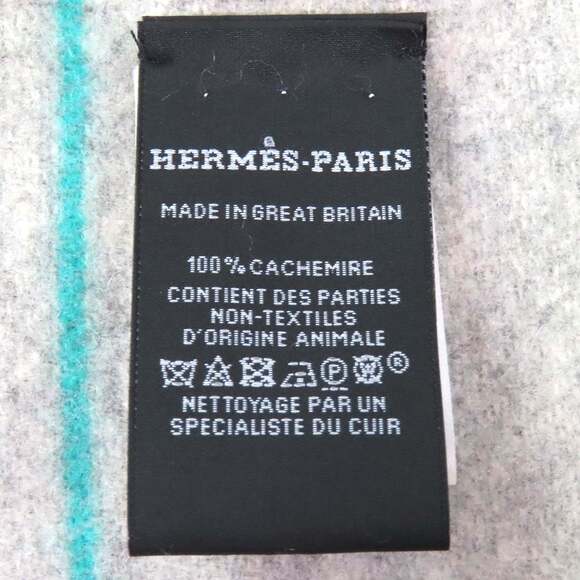 HERMÈS-PARIS
MADE IN GREAT BRITAIN
100% CACHEMIRE
CONTIENT DES PARTIES
NON-TEXTILES
D'ORIGINE ANIMALE
P W ®
NETTOYAGE PAR UN
SPECIALISTE DU CUIR